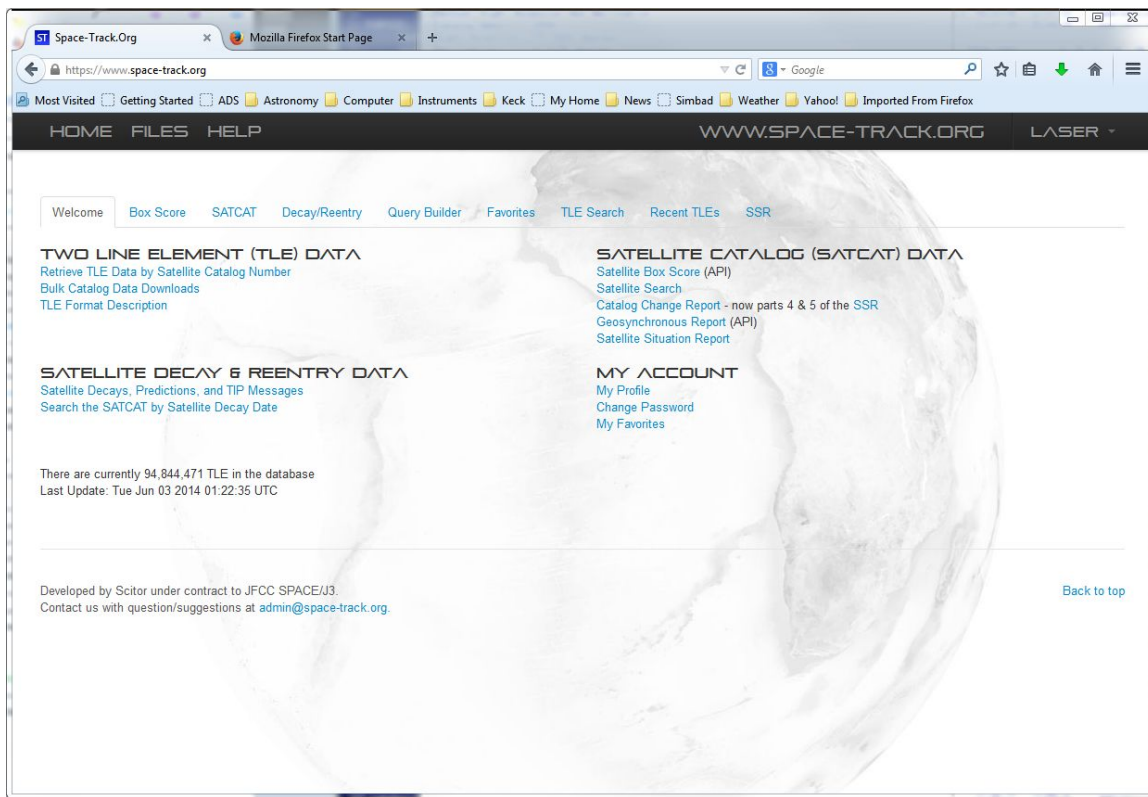 ST Space-Track.Org × Mozilla Firefox Start Page × +
https://www.space-track.org 8 Google
Most Visited Getting Started ADS Astronomy Computer Instruments Keck My Home News Simbad Weather Yahoo! Imported From Firefox
HOME FILES HELP WWW.SPACE-TRACK.ORG LASER
Welcome Box Score SATCAT Decay/Reentry Query Builder Favorites TLE Search Recent TLEs SSR
TWO LINE ELEMENT (TLE) DATA
Retrieve TLE Data by Satellite Catalog Number
Bulk Catalog Data Downloads
TLE Format Description
SATELLITE CATALOG (SATCAT) DATA
Satellite Box Score (API)
Satellite Search
Catalog Change Report - now parts 4 & 5 of the SSR
Geosynchronous Report (API)
Satellite Situation Report
SATELLITE DECAY & REENTRY DATA
Satellite Decays, Predictions, and TIP Messages
Search the SATCAT by Satellite Decay Date
MY ACCOUNT
My Profile
Change Password
My Favorites
There are currently 94,844,471 TLE in the database
Last Update: Tue Jun 03 2014 01:22:35 UTC
Developed by Scitor under contract to JFCC SPACE/J3.
Contact us with question/suggestions at admin@space-track.org.
Back to top